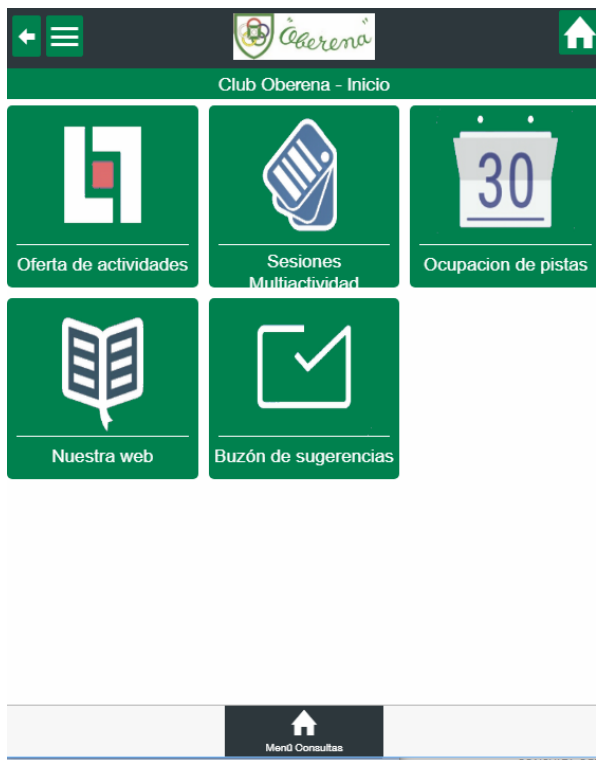 Oberena
Club Oberena - Inicio
30
Oferta de actividades
Sesiones
Multiactividad
Ocupacion de pistas
Nuestra web
Buzón de sugerencias
Menú Consultas